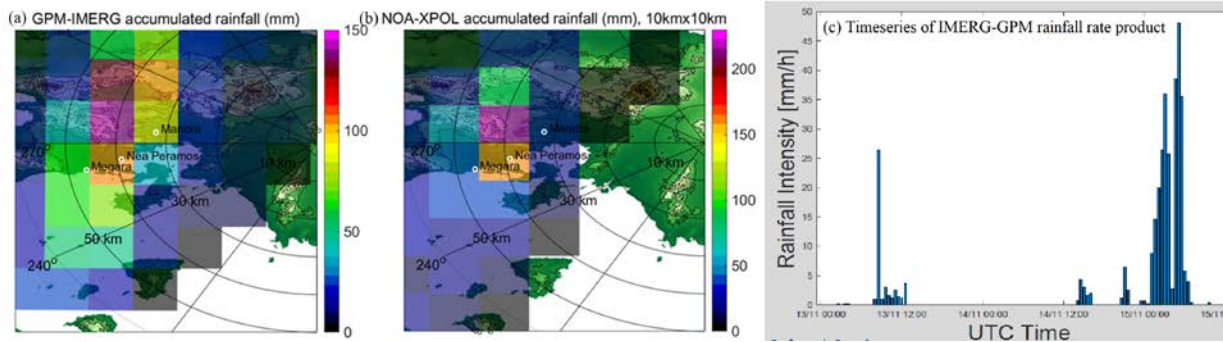 (a) GPM-IMERG accumulated rainfall (mm)
150
100
50
0
Mandra
Nea Peramos
Megara
270°
240°
10 km
30 km
50 km
(b) NOA-XPOL accumulated rainfall (mm), 10kmx10km
200
150
100
50
0
Mandra
Nea Peramos
Megara
270°
240°
10 km
30 km
50 km
(c) Timeseries of IMERG-GPM rainfall rate product
Rainfall Intensity [mm/h]
50
45
40
35
30
25
20
15
10
5
0
13/11 00:00
13/11 12:00
14/11 00:00
14/11 12:00
15/11 00:00
15/11
UTC Time